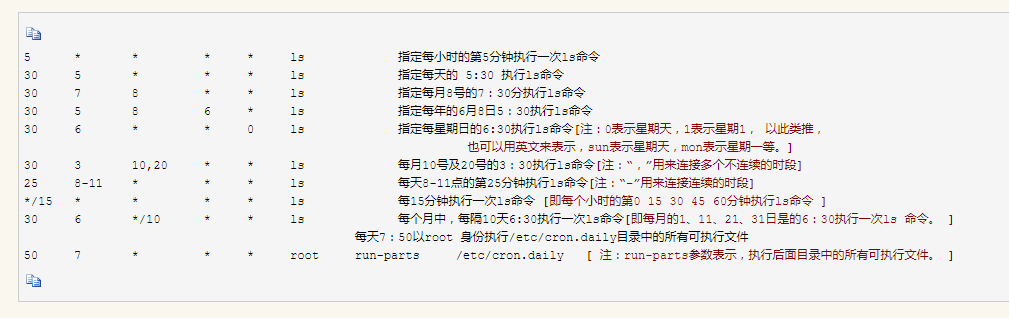 5 * * * * ls 指定每小时的第5分钟执行一次ls命令
30 5 * * * ls 指定每天的 5:30 执行ls命令
30 7 8 * * ls 指定每月8号的7:30分执行ls命令
30 5 8 6 * ls 指定每年的6月8日5:30执行ls命令
30 6 * * 0 ls 指定每星期日的6:30执行ls命令[注:0表示星期天,1表示星期1, 以此类推,
也可以用英文来表示,sun表示星期天,mon表示星期一等。]
30 3 10,20 * * ls 每月10号及20号的3:30执行ls命令[注:“,”用来连接多个不连续的时段]
25 8-11 * * * ls 每天8-11点的第25分钟执行ls命令[注:“-”用来连接连续的时段]
*/15 * * * * ls 每15分钟执行一次ls命令 [即每个小时的第0 15 30 45 60分钟执行ls命令 ]
30 6 */10 * * ls 每个月中,每隔10天6:30执行一次ls命令[即每月的1、11、21、31日是的6:30执行一次ls 命令。 ]
每天7:50以root 身份执行/etc/cron.daily目录中的所有可执行文件
50 7 * * * root run-parts /etc/cron.daily [ 注:run-parts参数表示,执行后面目录中的所有可执行文件。 ]